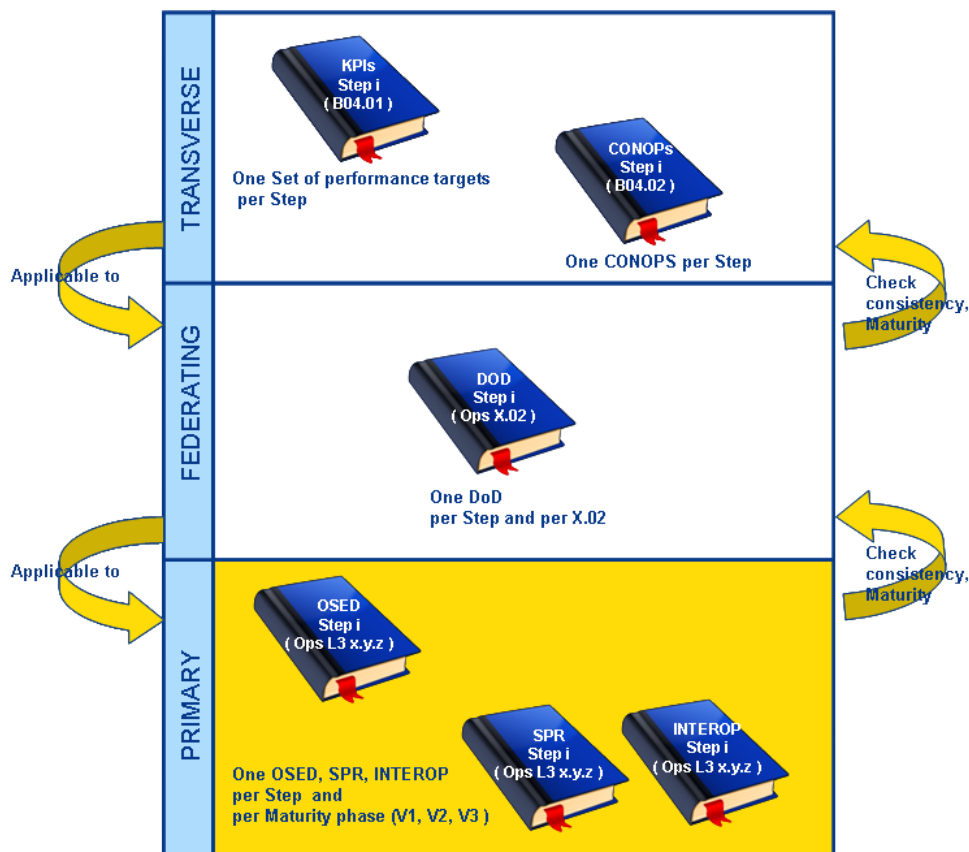 TRANSVERSE
KPIs
Step i
( B04.01 )
One Set of performance targets
per Step
CONOPs
Step i
( B04.02 )
One CONOPS per Step
Applicable to
Check
consistency,
Maturity
FEDERATING
DOD
Step i
( Ops X.02 )
One DoD
per Step and per X.02
Applicable to
Check
consistency,
Maturity
PRIMARY
OSED
Step i
( Ops L3 x.y.z )
SPR
Step i
( Ops L3 x.y.z )
INTEROP
Step i
( Ops L3 x.y.z )
One OSED, SPR, INTEROP
per Step and
per Maturity phase (V1, V2, V3 )